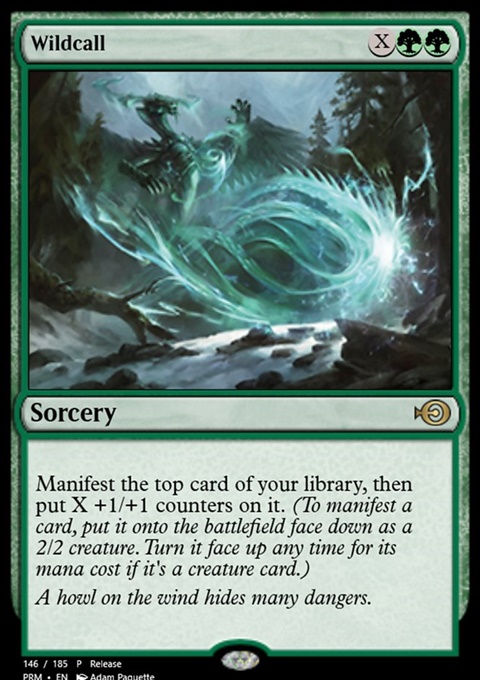 Wildcall X
Sorcery
Manifest the top card of your library, then
put X +1/+1 counters on it. (To manifest a
card, put it onto the battlefield face down as a
2/2 creature. Turn it face up any time for its
mana cost if it's a creature card.)
A howl on the wind hides many dangers.
146 / 185 P Release
PRM • EN Adam Paquette